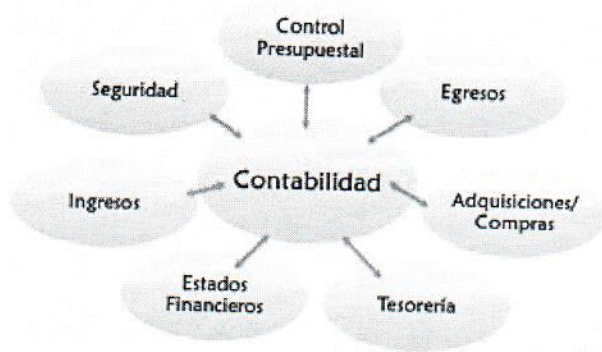 Control
Presupuestal
Seguridad
Egresos
Contabilidad
Ingresos
Adquisiciones/
Compras
Estados
Financieros
Tesorería